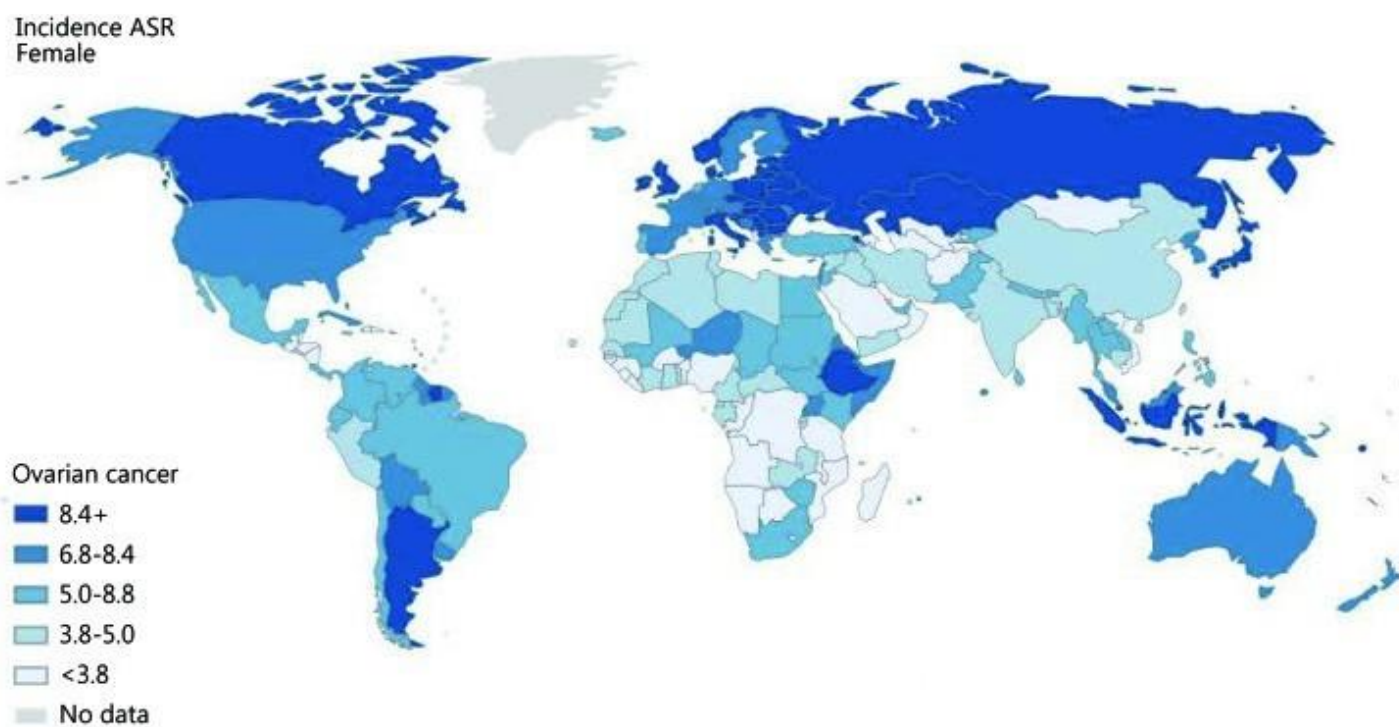 Incidence ASR
Female
Ovarian cancer
8.4+
6.8-8.4
5.0-8.8
3.8-5.0
<3.8
No data